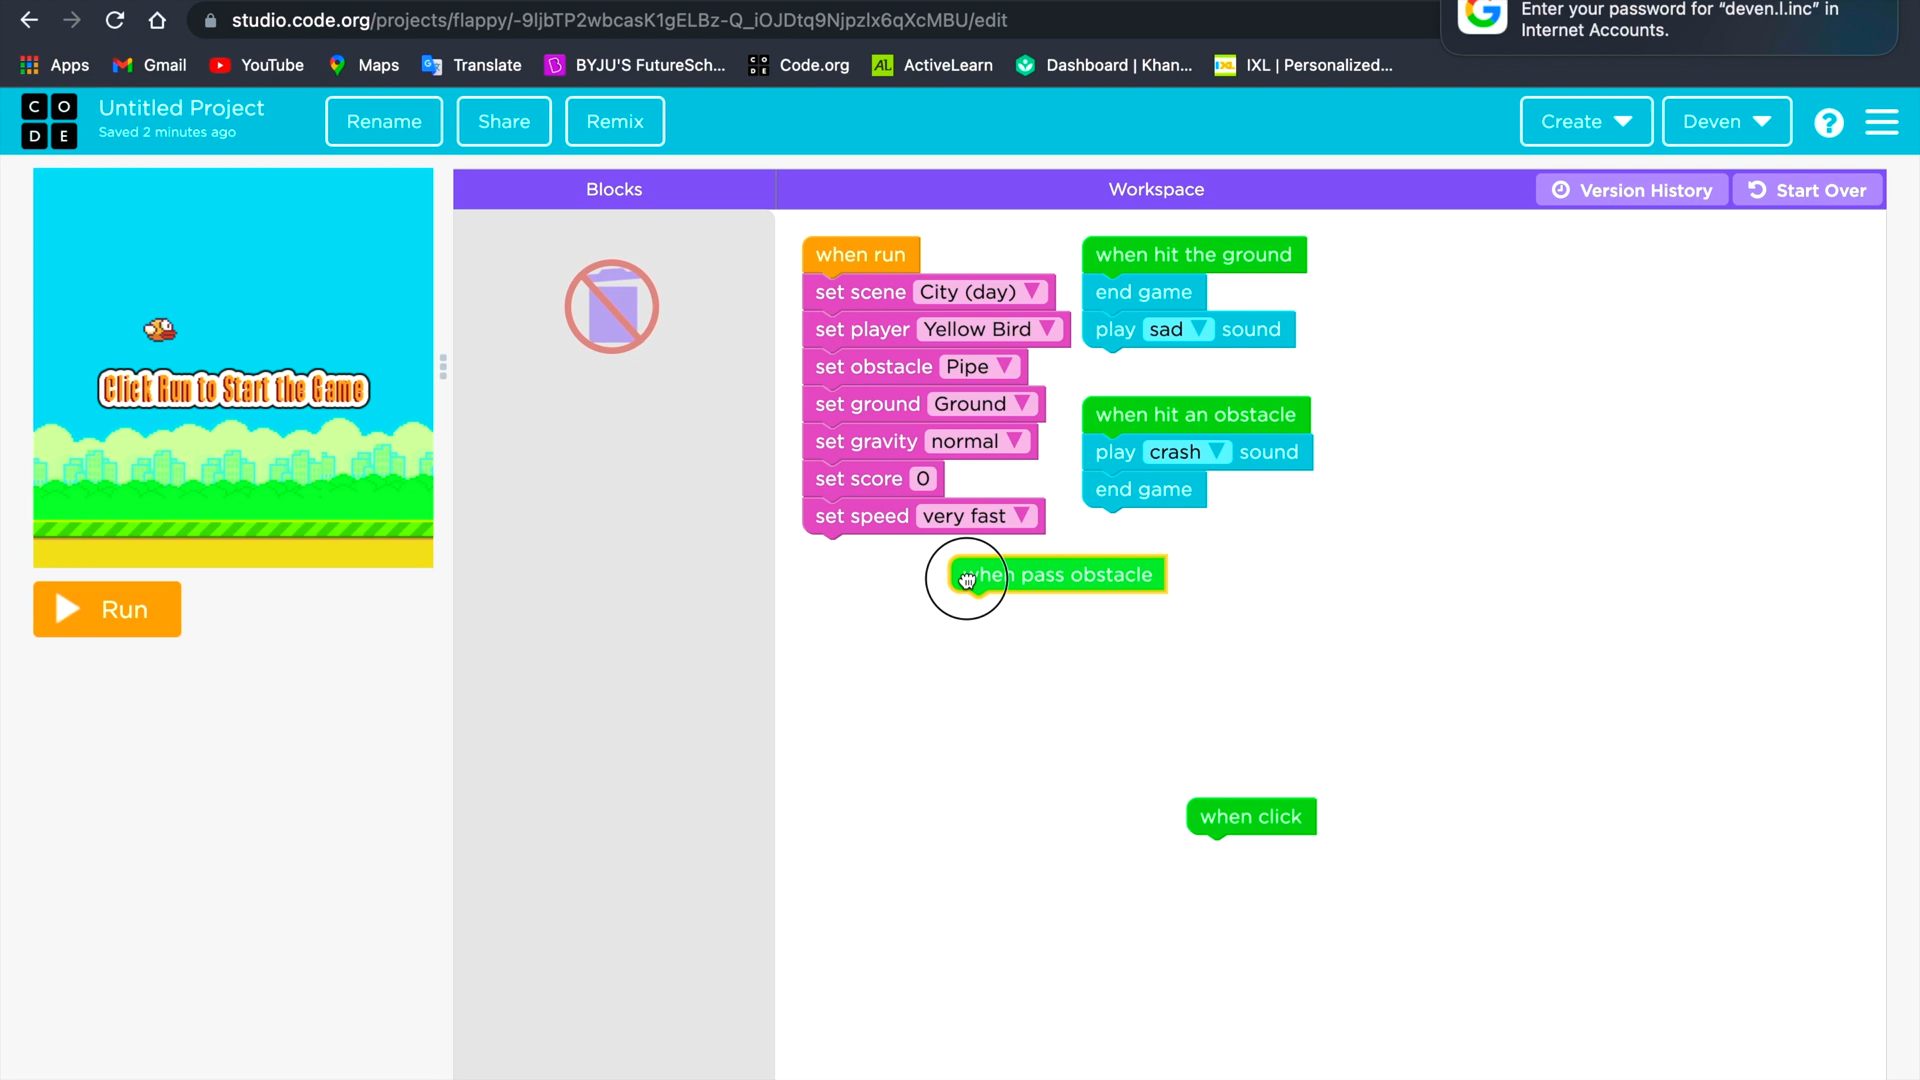 studio.code.org/projects/flappy/-9ljbTP2wbcasK1gELBz-Q_iOJDtq9Njpzlx6qXcMBU/edit
Enter your password for “deven.l.inc” in
Internet Accounts.
Apps
Gmail
YouTube
Maps
Translate
BYJU'S FutureSch...
Code.org
ActiveLearn
Dashboard | Khan...
IXL | Personalized...
CODE
Untitled Project
Saved 2 minutes ago
Rename
Share
Remix
Create
Deven
?
Blocks
Workspace
Version History
Start Over
Click Run to Start the Game
Run
when run
set scene City (day)
set player Yellow Bird
set obstacle Pipe
set ground Ground
set gravity normal
set score 0
set speed very fast
when hit the ground
end game
play sad sound
when hit an obstacle
play crash sound
end game
when pass obstacle
when click